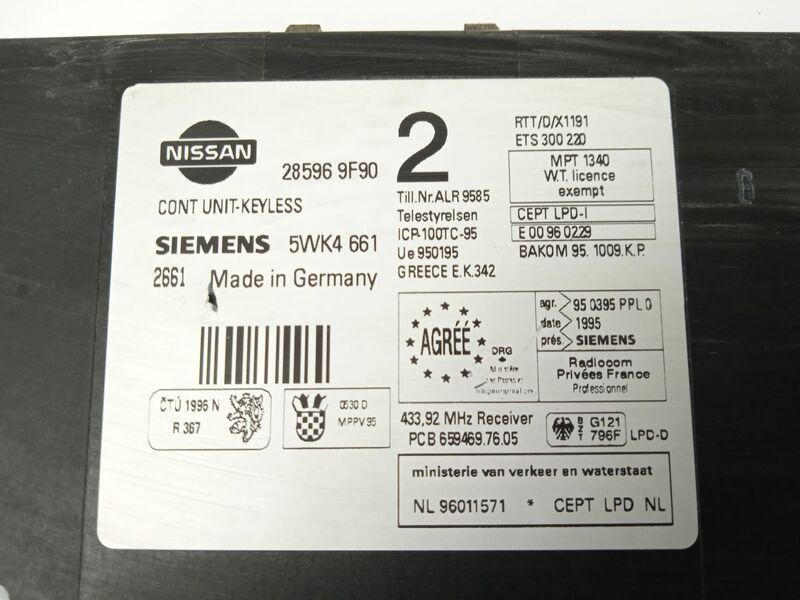 NISSAN
28596 9F90
CONT UNIT-KEYLESS
SIEMENS 5WK4 661
2661 Made in Germany
ČTÚ 1996 N
R 367
0530 D
MPPV 95
2
Till.Nr.ALR 9585
Telestyrelsen
ICP-100TC-95
Ue 950195
GREECE E.K.342
RTT/D/X1191
ETS 300 220
MPT 1340
W.T. licence
exempt
CEPT LPD-I
E 00 96 0229
BAKOM 95. 1009.K.P.
AGRÉÉ
DRG
agr. 95 0395 PPL 0
date 1995
prés. SIEMENS
Radiocom
Privées France
Professionnel
433,92 MHz Receiver
PCB 659469.76.05
BZT G121
796F LPD-D
ministerie van verkeer en waterstaat
NL 96011571 * CEPT LPD NL